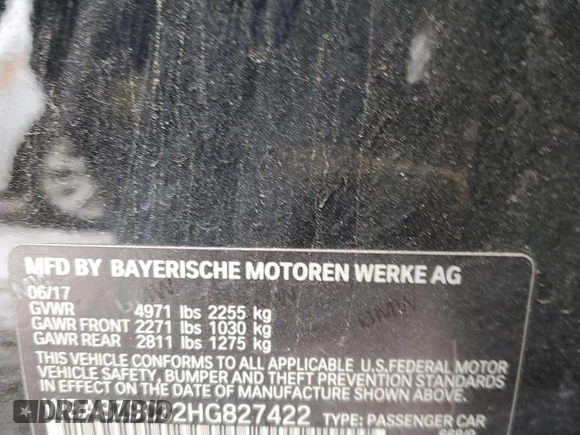 MFD BY BAYERISCHE MOTOREN WERKE AG
06/17
GVWR 4971 lbs 2255 kg
GAWR FRONT 2271 lbs 1030 kg
GAWR REAR 2811 lbs 1275 kg
THIS VEHICLE CONFORMS TO ALL APPLICABLE U.S.FEDERAL MOTOR
VEHICLE SAFETY, BUMPER AND THEFT PREVENTION STANDARDS
IN EFFECT ON THE DATE OF MANUFACTURE SHOWN ABOVE.
2HG827422 TYPE: PASSENGER CAR
DIASBID.COM